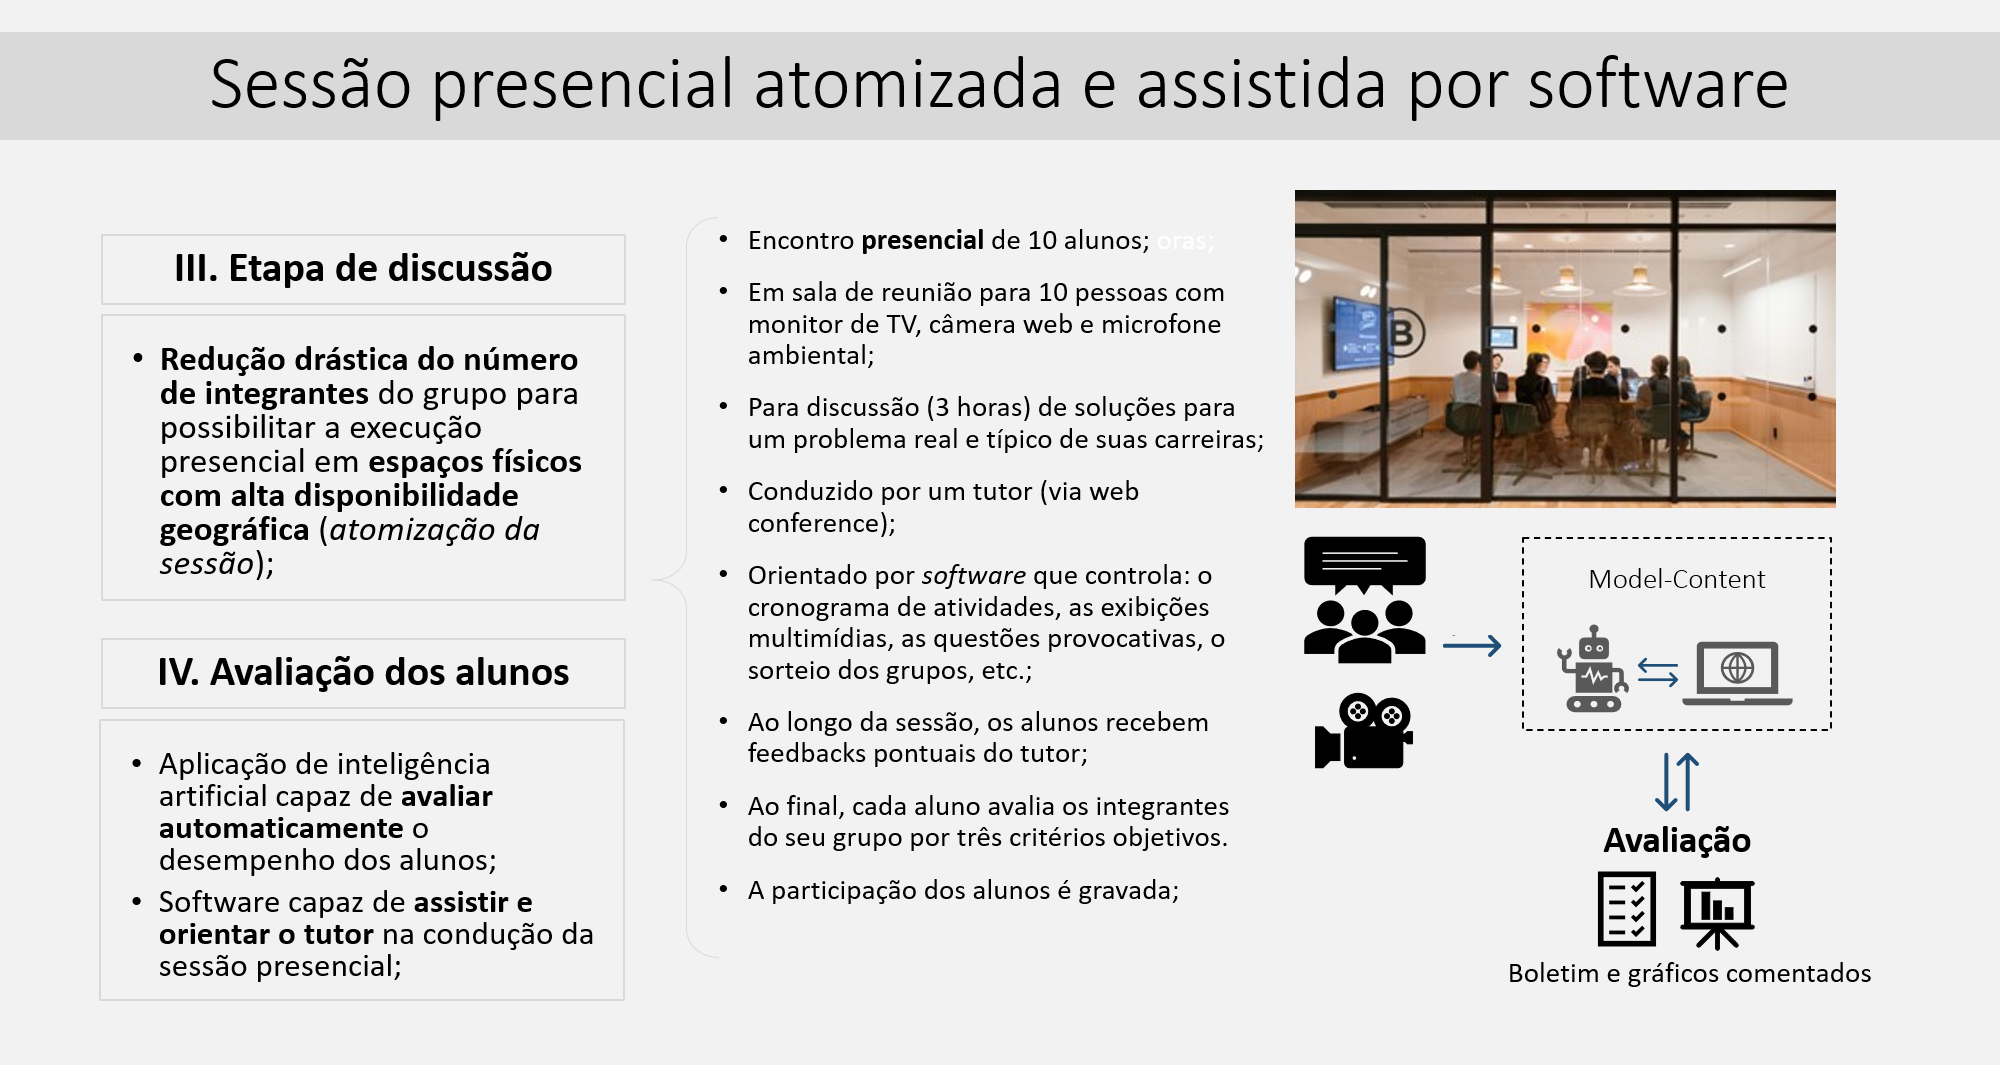 Sessão presencial atomizada e assistida por software
III. Etapa de discussão
• Redução drástica do número
de integrantes do grupo para
possibilitar a execução
presencial em espaços físicos
com alta disponibilidade
geográfica (atomização da
sessão);
IV. Avaliação dos alunos
• Aplicação de inteligência
artificial capaz de avaliar
automaticamente o
desempenho dos alunos;
• Software capaz de assistir e
orientar o tutor na condução da
sessão presencial;
• Encontro presencial de 10 alunos; oras;
• Em sala de reunião para 10 pessoas com
monitor de TV, câmera web e microfone
ambiental;
• Para discussão (3 horas) de soluções para
um problema real e típico de suas carreiras;
• Conduzido por um tutor (via web
conference);
• Orientado por software que controla: o
cronograma de atividades, as exibições
multimídias, as questões provocativas, o
sorteio dos grupos, etc.;
• Ao longo da sessão, os alunos recebem
feedbacks pontuais do tutor;
• Ao final, cada aluno avalia os integrantes
do seu grupo por três critérios objetivos.
• A participação dos alunos é gravada;
B
Model-Content
Avaliação
Boletim e gráficos comentados